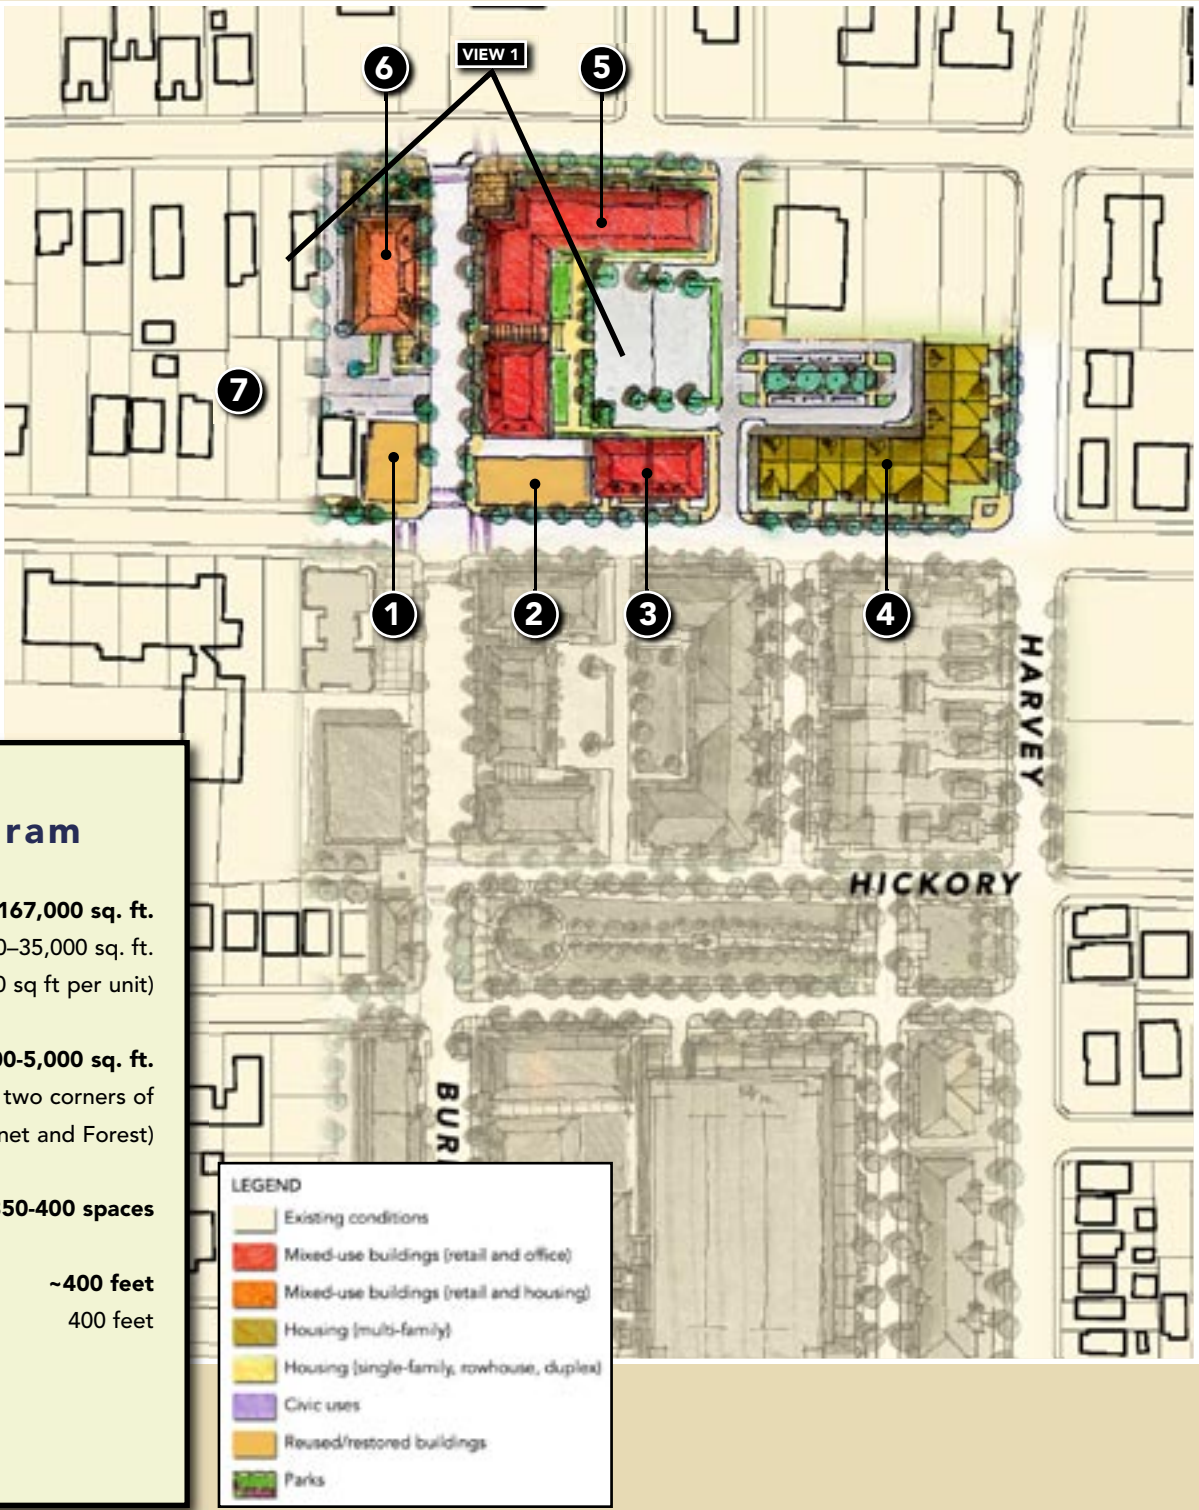 VIEW 1
6
5
7
1
2
3
4
HARVEY
HICKORY
ram
167,000 sq. ft.
0–35,000 sq. ft.
0 sq ft per unit)
00-5,000 sq. ft.
two corners of
net and Forest)
50-400 spaces
~400 feet
400 feet
BUR
LEGEND
Existing conditions
Mixed-use buildings (retail and office)
Mixed-use buildings (retail and housing)
Housing (multi-family)
Housing (single-family, rowhouse, duplex)
Civic uses
Reused/restored buildings
Parks